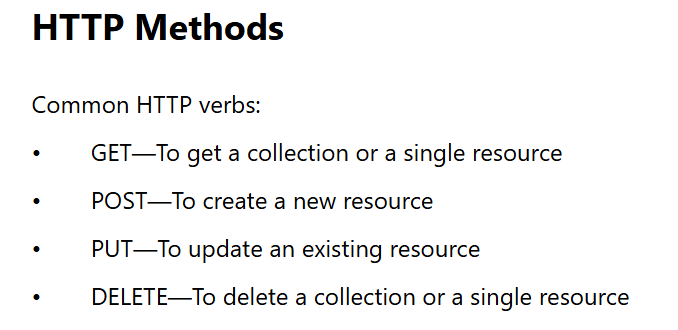 HTTP Methods
Common HTTP verbs:
• GET—To get a collection or a single resource
• POST—To create a new resource
• PUT—To update an existing resource
• DELETE—To delete a collection or a single resource